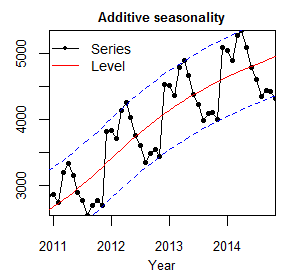 Additive seasonality
Series
Level
5000
4000
3000
2011 2012 2013 2014
Year